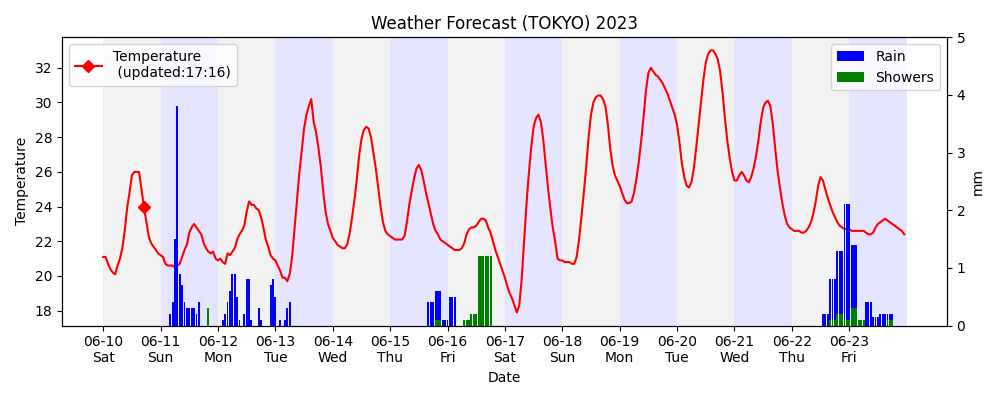 Weather Forecast (TOKYO) 2023
Temperature
(updated:17:16)
Rain
Showers
Temperature
32
30
28
26
24
22
20
18
5
4
3
2
1
0
mm
06-10 06-11 06-12 06-13 06-14 06-15 06-16 06-17 06-18 06-19 06-20 06-21 06-22 06-23
Sat Sun Mon Tue Wed Thu Fri Sat Sun Mon Tue Wed Thu Fri
Date